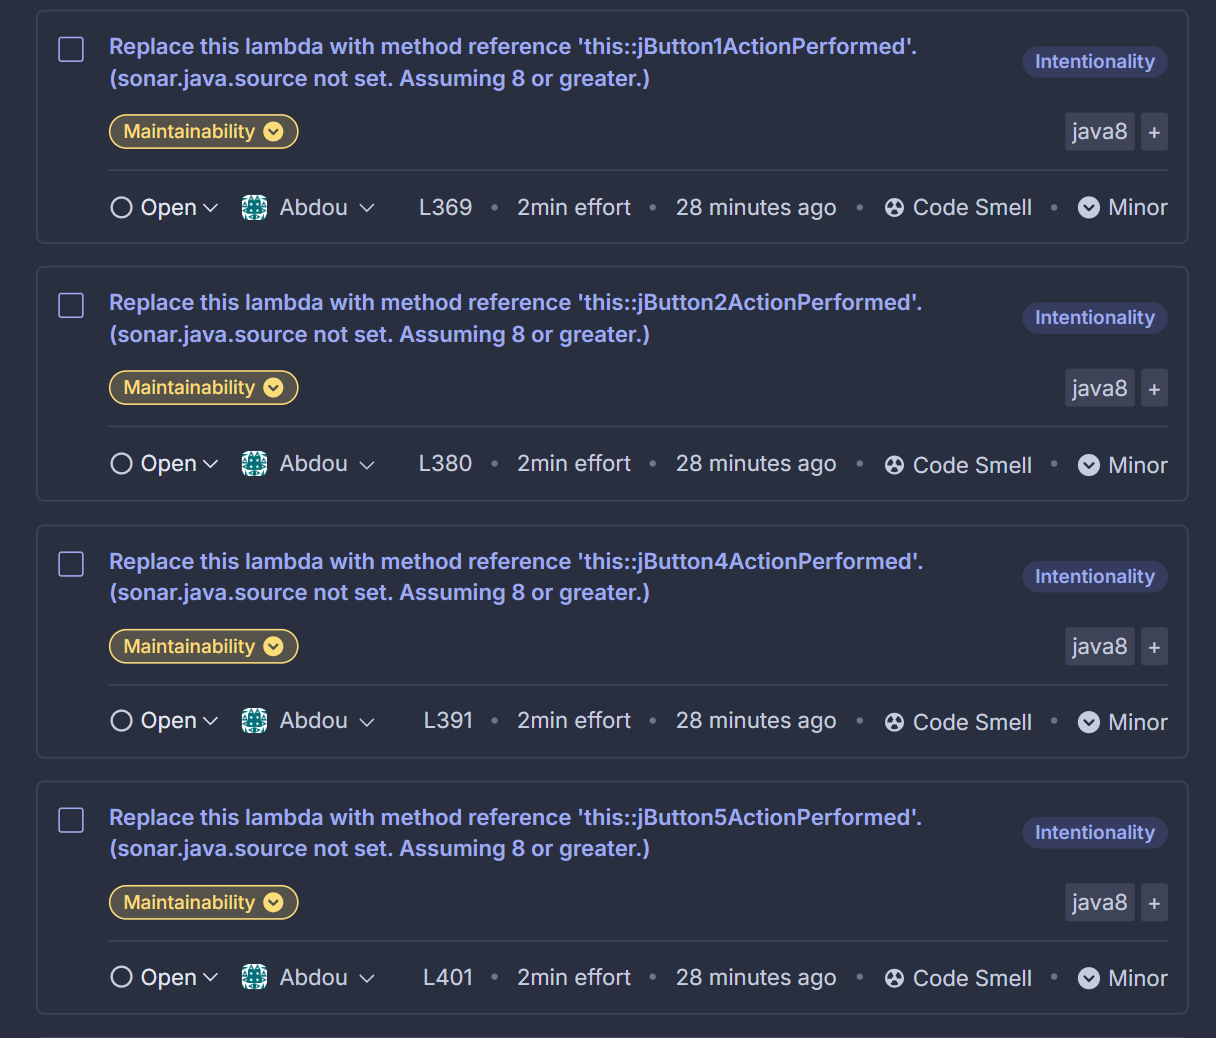 Replace this lambda with method reference 'this::jButton1ActionPerformed'.
(sonar.java.source not set. Assuming 8 or greater.)
Intentionality
Maintainability
java8 +
Open Abdou L369 • 2min effort • 28 minutes ago • Code Smell • Minor
Replace this lambda with method reference 'this::jButton2ActionPerformed'.
(sonar.java.source not set. Assuming 8 or greater.)
Intentionality
Maintainability
java8 +
Open Abdou L380 • 2min effort • 28 minutes ago • Code Smell • Minor
Replace this lambda with method reference 'this::jButton4ActionPerformed'.
(sonar.java.source not set. Assuming 8 or greater.)
Intentionality
Maintainability
java8 +
Open Abdou L391 • 2min effort • 28 minutes ago • Code Smell • Minor
Replace this lambda with method reference 'this::jButton5ActionPerformed'.
(sonar.java.source not set. Assuming 8 or greater.)
Intentionality
Maintainability
java8 +
Open Abdou L401 • 2min effort • 28 minutes ago • Code Smell • Minor